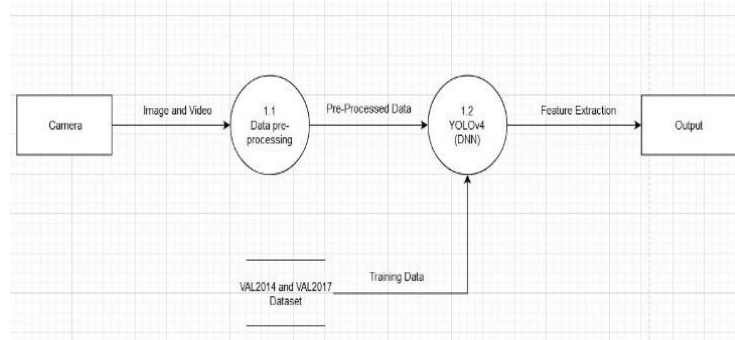 Camera
Image and Video
1.1
Data pre-
processing
Pre-Processed Data
1.2
YOLOv4
(DNN)
Feature Extraction
Output
VAL2014 and VAL2017
Dataset
Training Data